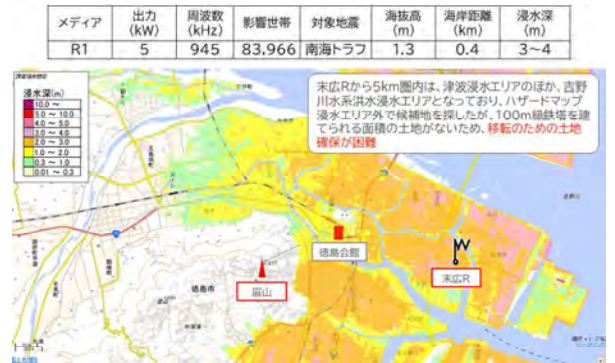 メディア 出力(kW) 周波数(kHz) 影響世帯 対象地震 海抜高(m) 海岸距離(km) 浸水深(m)
R1 5 945 83,966 南海トラフ 1.3 0.4 3~4
末広Rから5km圏内は、津波浸水エリアのほか、吉野
川水系洪水浸水エリアとなっており、ハザードマップ
浸水エリア外で候補地を探したが、100m級鉄塔を建
てられる面積の土地がないため、移転のための土地
確保が困難
浸水深(m)
10.0 ~
5.0 ~ 10.0
4.0 ~ 5.0
3.0 ~ 4.0
2.0 ~ 3.0
1.0 ~ 2.0
0.3 ~ 1.0
0.01 ~ 0.3
徳島会館
末広R
徳島市
眉山